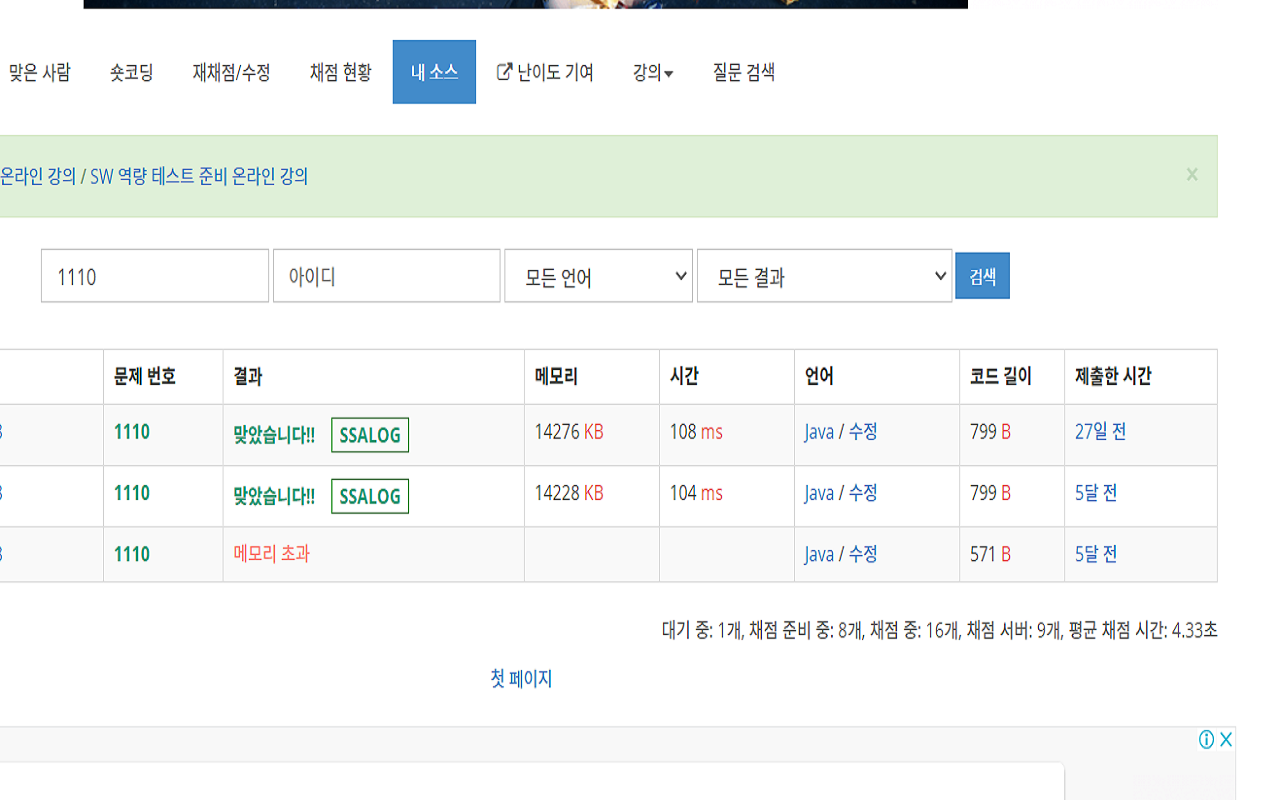 맞은 사람 숏코딩 재채점/수정 채점 현황 내 소스 난이도 기여 강의 질문 검색
온라인 강의 / SW 역량 테스트 준비 온라인 강의 x
1110 아이디 모든 언어 모든 결과 검색
문제 번호 결과 메모리 시간 언어 코드 길이 제출한 시간
1110 맞았습니다!! SSALOG 14276 KB 108 ms Java / 수정 799 B 27일 전
1110 맞았습니다!! SSALOG 14228 KB 104 ms Java / 수정 799 B 5달 전
1110 메모리 초과 Java / 수정 571 B 5달 전
대기 중: 1개, 채점 준비 중: 8개, 채점 중: 16개, 채점 서버: 9개, 평균 채점 시간: 4.33초
첫 페이지